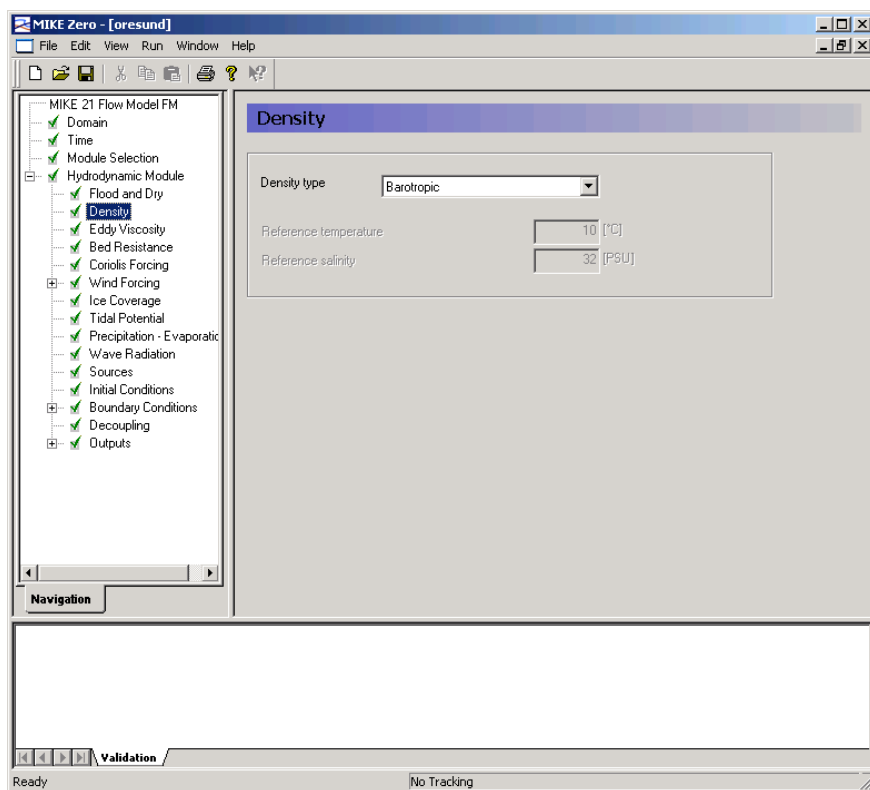 MIKE Zero - [oresund]
File Edit View Run Window Help
MIKE 21 Flow Model FM
Domain
Time
Module Selection
Hydrodynamic Module
Flood and Dry
Density
Eddy Viscosity
Bed Resistance
Coriolis Forcing
Wind Forcing
Ice Coverage
Tidal Potential
Precipitation - Evaporatic
Wave Radiation
Sources
Initial Conditions
Boundary Conditions
Decoupling
Outputs
Navigation
Density
Density type Barotropic
Reference temperature 10 [°C]
Reference salinity 32 [PSU]
Validation
Ready No Tracking